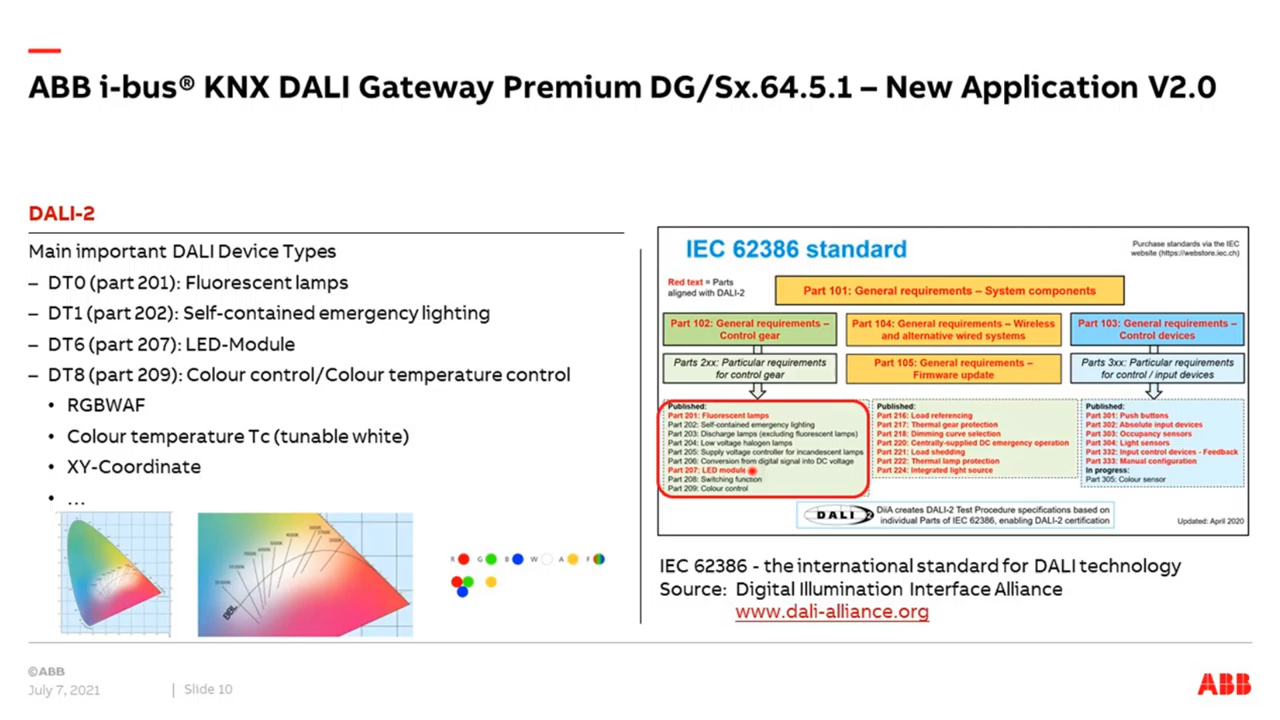 ABB i-bus® KNX DALI Gateway Premium DG/Sx.64.5.1 – New Application V2.0
DALI-2
Main important DALI Device Types
– DT0 (part 201): Fluorescent lamps
– DT1 (part 202): Self-contained emergency lighting
– DT6 (part 207): LED-Module
– DT8 (part 209): Colour control/Colour temperature control
• RGBWAF
• Colour temperature Tc (tunable white)
• XY-Coordinate
• ...
BBL
R G B W A F
IEC 62386 standard
Purchase standards via the IEC
website (https://webstore.iec.ch)
Red text = Parts
aligned with DALI-2
Part 101: General requirements – System components
Part 102: General requirements –
Control gear
Part 104: General requirements – Wireless
and alternative wired systems
Part 103: General requirements –
Control devices
Parts 2xx: Particular requirements
for control gear
Part 105: General requirements –
Firmware update
Parts 3xx: Particular requirements
for control / input devices
Published:
Part 201: Fluorescent lamps
Part 202: Self-contained emergency lighting
Part 203: Discharge lamps (excluding fluorescent lamps)
Part 204: Low voltage halogen lamps
Part 205: Supply voltage controller for incandescent lamps
Part 206: Conversion from digital signal into DC voltage
Part 207: LED module
Part 208: Switching function
Part 209: Colour control
Published:
Part 216: Load referencing
Part 217: Thermal gear protection
Part 218: Dimming curve selection
Part 220: Centrally-supplied DC emergency operation
Part 221: Load shedding
Part 222: Thermal lamp protection
Part 224: Integrated light source
Published:
Part 301: Push buttons
Part 302: Absolute input devices
Part 303: Occupancy sensors
Part 304: Light sensors
Part 332: Input control devices - Feedback
Part 333: Manual configuration
In progress:
Part 305: Colour sensor
DALI 2
DiiA creates DALI-2 Test Procedure specifications based on
individual Parts of IEC 62386, enabling DALI-2 certification
Updated: April 2020
IEC 62386 - the international standard for DALI technology
Source: Digital Illumination Interface Alliance
www.dali-alliance.org
©ABB
July 7, 2021 | Slide 10
ABB